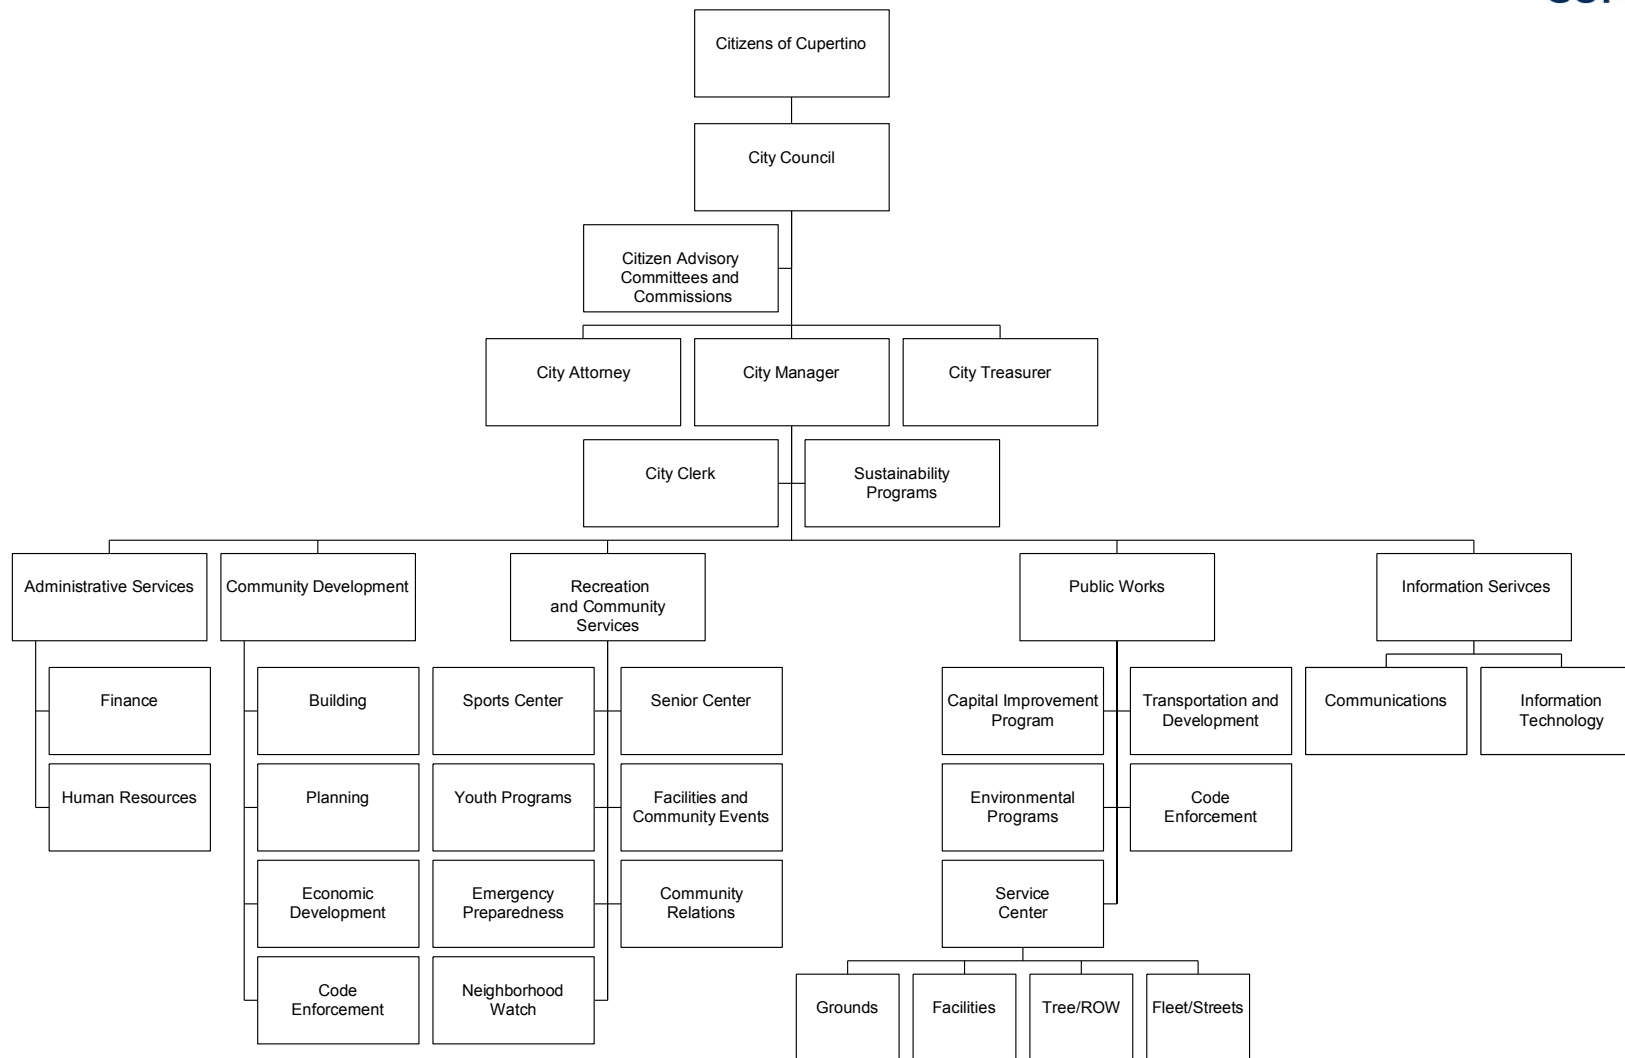 Citizens of Cupertino
City Council
Citizen Advisory
Committees and
Commissions
City Attorney
City Manager
City Treasurer
City Clerk
Sustainability
Programs
Administrative Services
Community Development
Recreation
and Community
Services
Public Works
Information Serivces
Finance
Human Resources
Building
Planning
Economic
Development
Code
Enforcement
Sports Center
Senior Center
Youth Programs
Facilities and
Community Events
Emergency
Preparedness
Community
Relations
Neighborhood
Watch
Capital Improvement
Program
Transportation and
Development
Environmental
Programs
Code
Enforcement
Service
Center
Grounds
Facilities
Tree/ROW
Fleet/Streets
Communications
Information
Technology